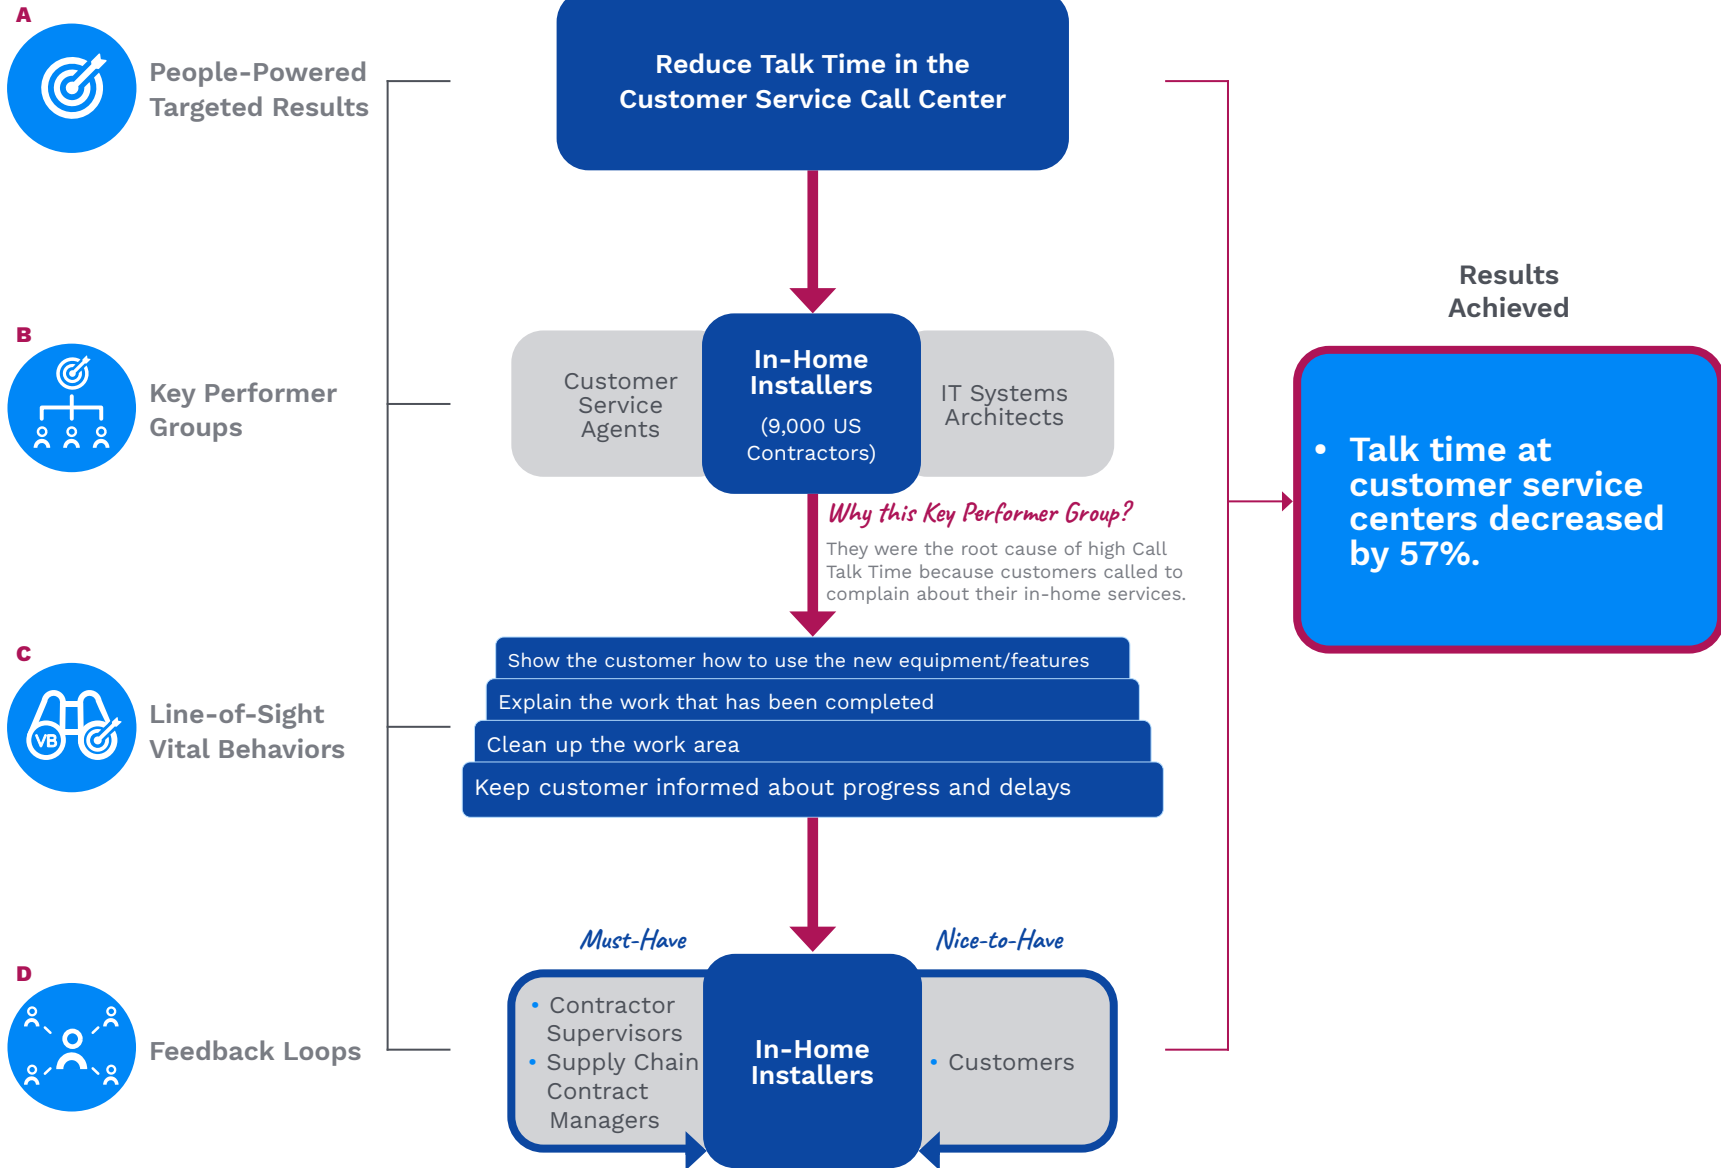 A
People-Powered
Targeted Results
Reduce Talk Time in the
Customer Service Call Center
B
Key Performer
Groups
Customer
Service
Agents
In-Home
Installers
(9,000 US
Contractors)
IT Systems
Architects
Why this Key Performer Group?
They were the root cause of high Call
Talk Time because customers called to
complain about their in-home services.
Results
Achieved
• Talk time at
customer service
centers decreased
by 57%.
C
VB
Line-of-Sight
Vital Behaviors
Show the customer how to use the new equipment/features
Explain the work that has been completed
Clean up the work area
Keep customer informed about progress and delays
D
Feedback Loops
Must-Have
• Contractor
Supervisors
• Supply Chain
Contract
Managers
In-Home
Installers
Nice-to-Have
• Customers